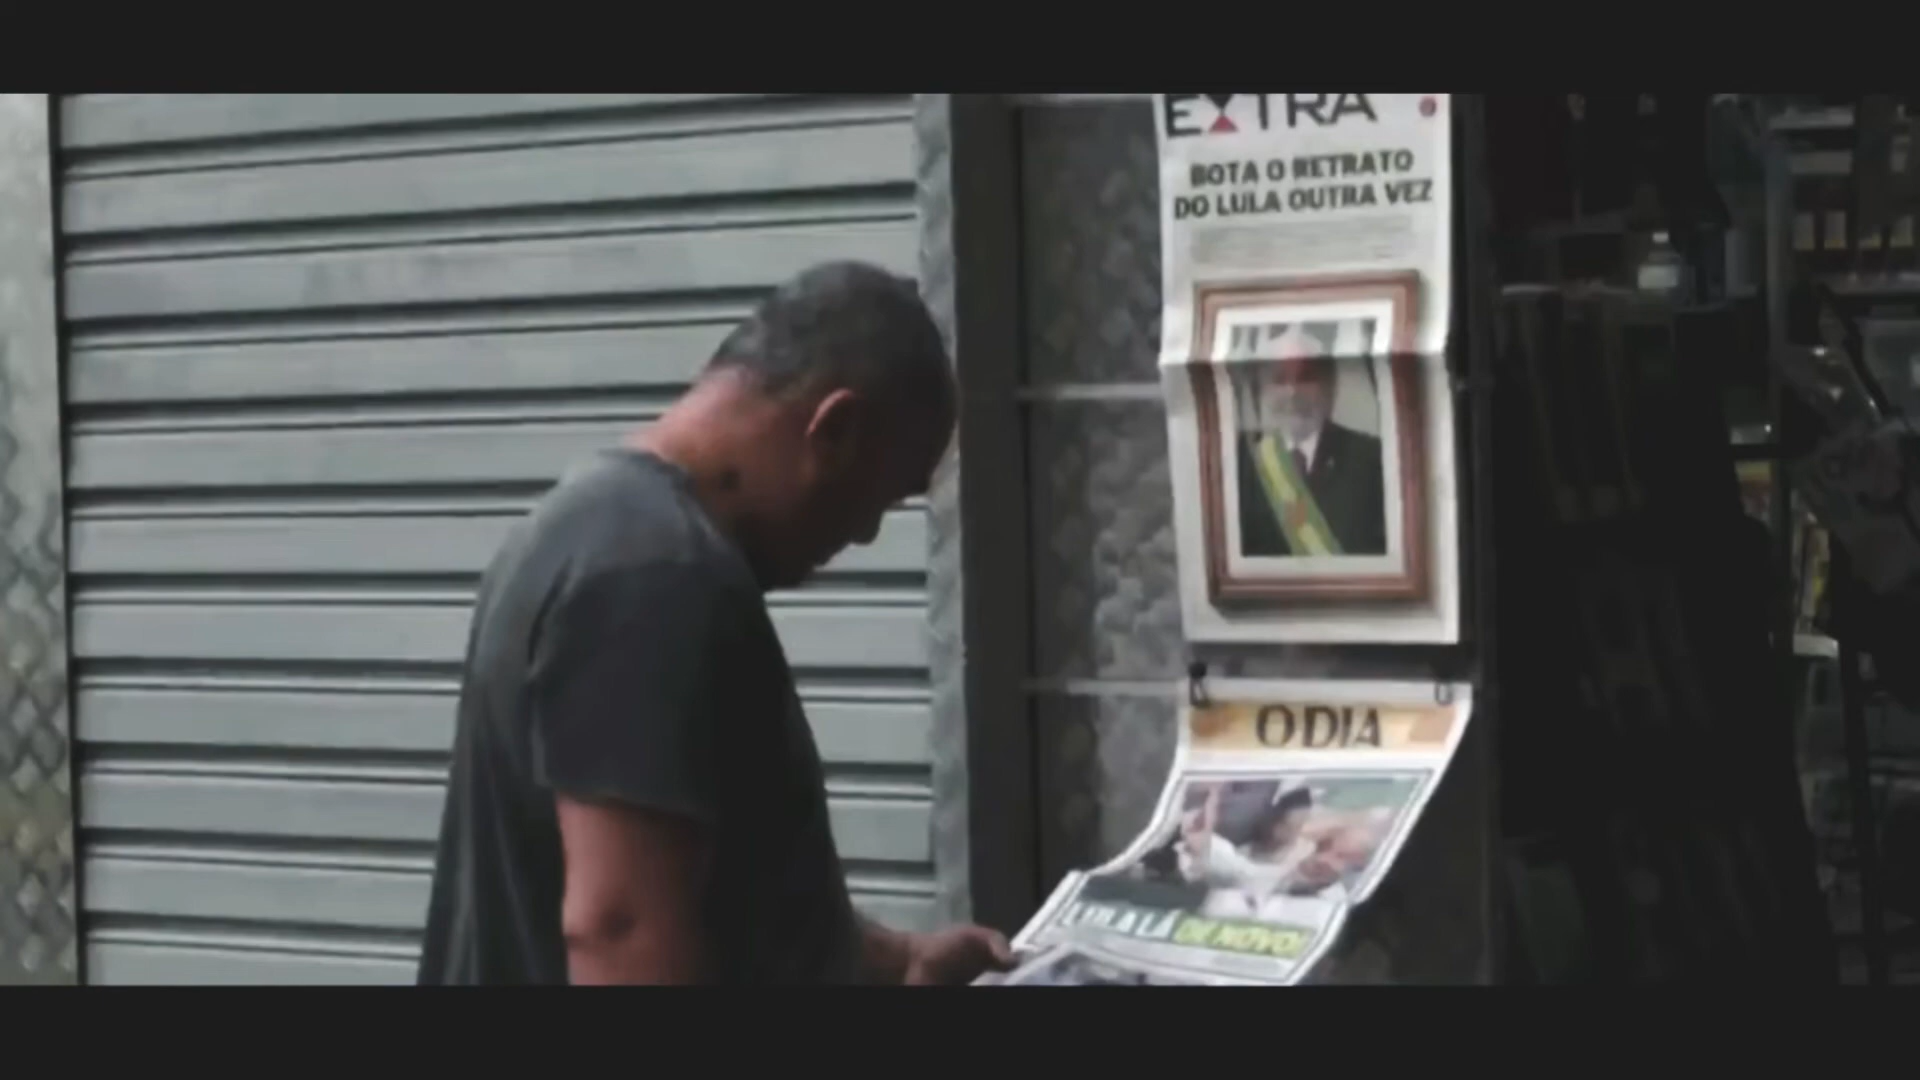 EXTRA
BOTA O RETRATO
DO LULA OUTRA VEZ
O DIA
LULA LÁ DE NOVO!